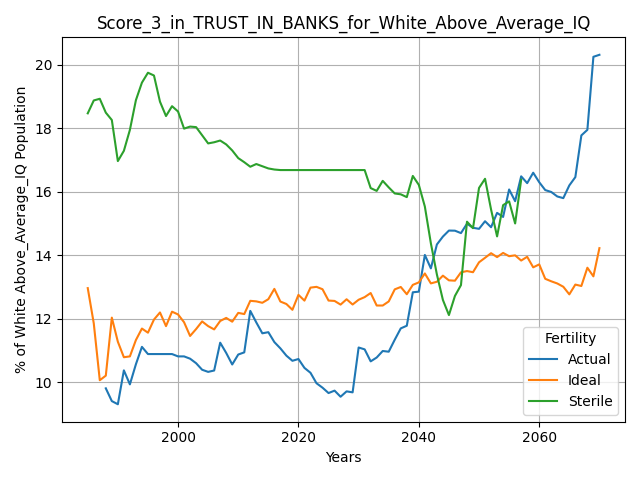 Score_3_in_TRUST_IN_BANKS_for_White_Above_Average_IQ
% of White Above_Average_IQ Population
20
18
16
14
12
10
2000
2020
2040
2060
Years
Fertility
Actual
Ideal
Sterile